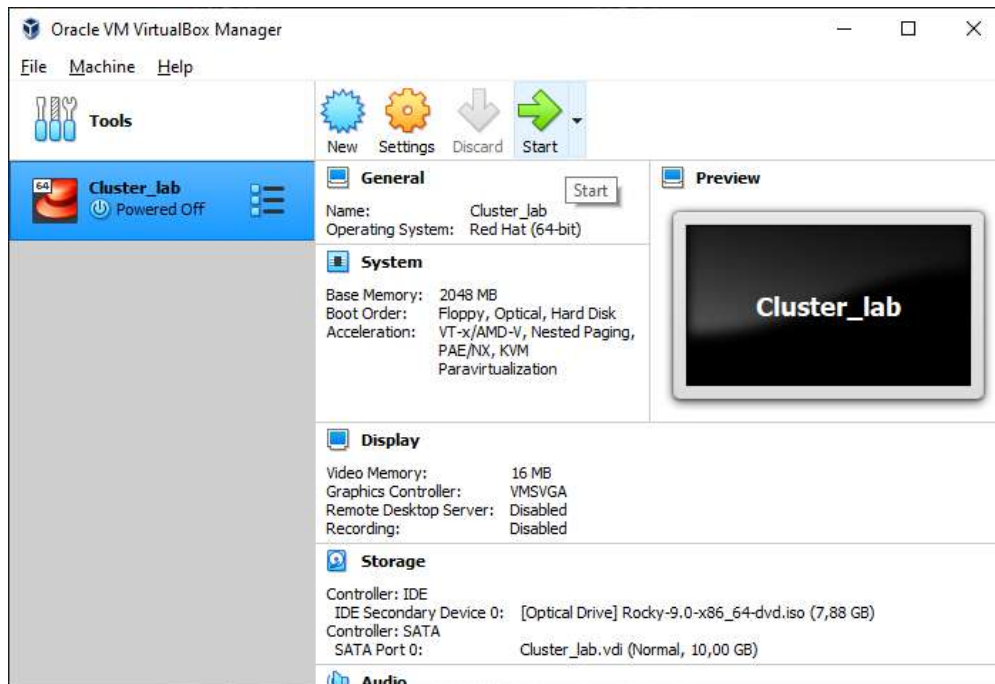 Oracle VM VirtualBox Manager
File Machine Help
Tools
New Settings Discard Start
64
Cluster_lab
Powered Off
General
Start
Name: Cluster_lab
Operating System: Red Hat (64-bit)
System
Base Memory: 2048 MB
Boot Order: Floppy, Optical, Hard Disk
Acceleration: VT-x/AMD-V, Nested Paging,
PAE/NX, KVM
Paravirtualization
Preview
Cluster_lab
Display
Video Memory: 16 MB
Graphics Controller: VMSVGA
Remote Desktop Server: Disabled
Recording: Disabled
Storage
Controller: IDE
IDE Secondary Device 0: [Optical Drive] Rocky-9.0-x86_64-dvd.iso (7,88 GB)
Controller: SATA
SATA Port 0: Cluster_lab.vdi (Normal, 10,00 GB)
Audio